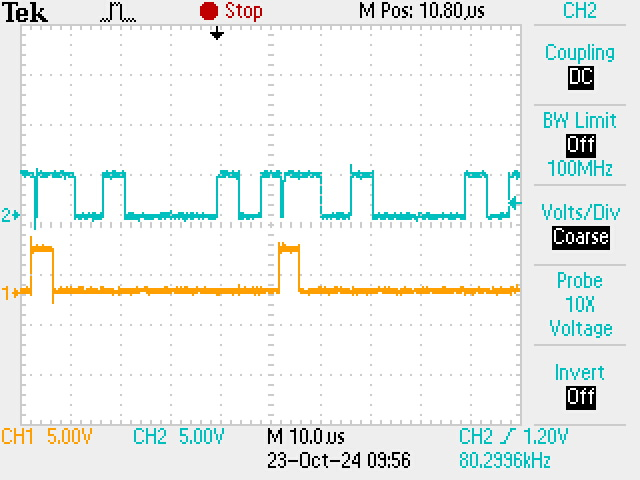 Tek Stop M Pos: 10.80µs CH2
Coupling
DC
BW Limit
Off
100MHz
2
Volts/Div
Coarse
1
Probe
10X
Voltage
Invert
Off
CH1 5.00V CH2 5.00V M 10.0µs CH2 1.20V
23-Oct-24 09:56 80.2996kHz